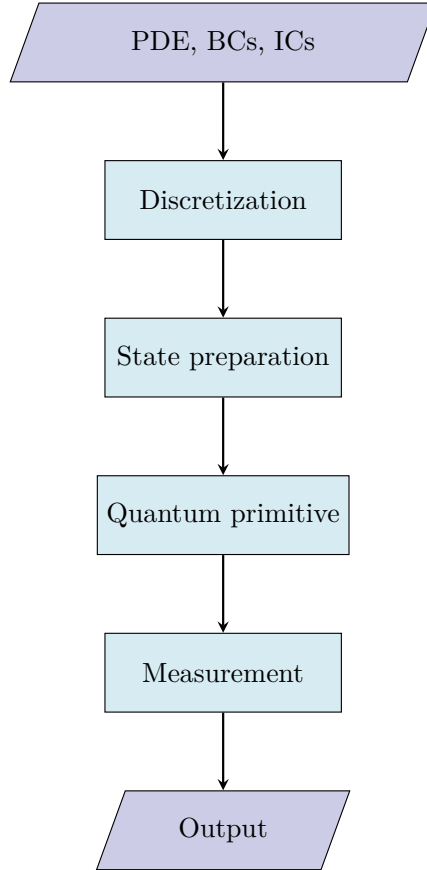 PDE, BCs, ICs
Discretization
State preparation
Quantum primitive
Measurement
Output